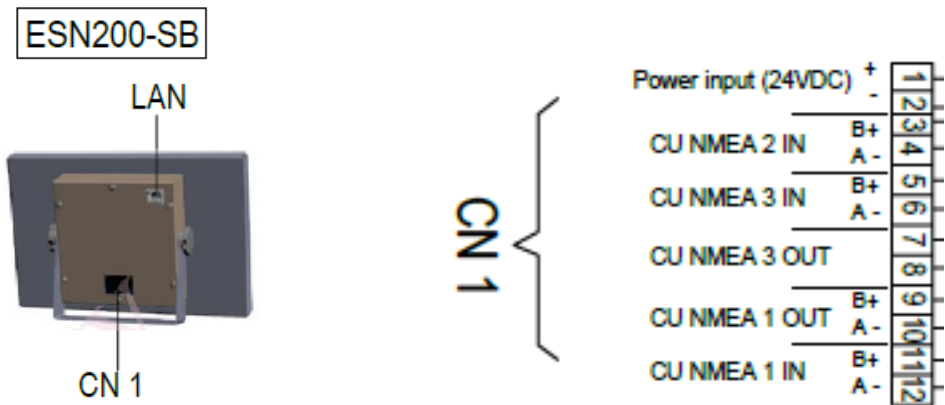 ESN200-SB
LAN
CN 1
CN 1
Power input (24VDC) + 1
- 2
CU NMEA 2 IN B+ 3
A - 4
CU NMEA 3 IN B+ 5
A - 6
CU NMEA 3 OUT 7
8
CU NMEA 1 OUT B+ 9
A - 10
CU NMEA 1 IN B+ 11
A - 12